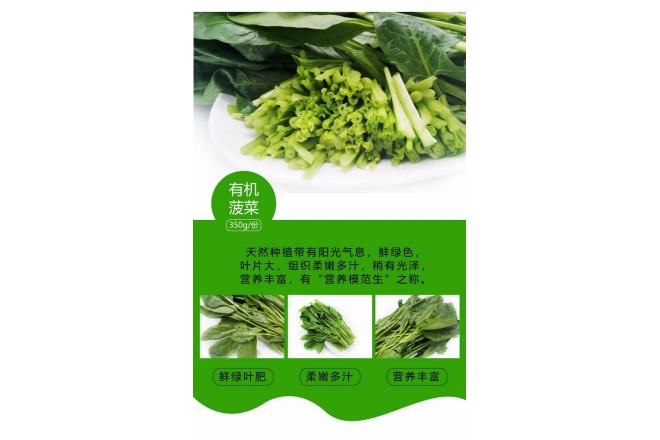 有机
菠菜
350g/份
天然种植带有阳光气息，鲜绿色，
叶片大，组织柔嫩多汁，稍有光泽，
营养丰富，有“营养模范生”之称。
鲜绿叶肥
柔嫩多汁
营养丰富